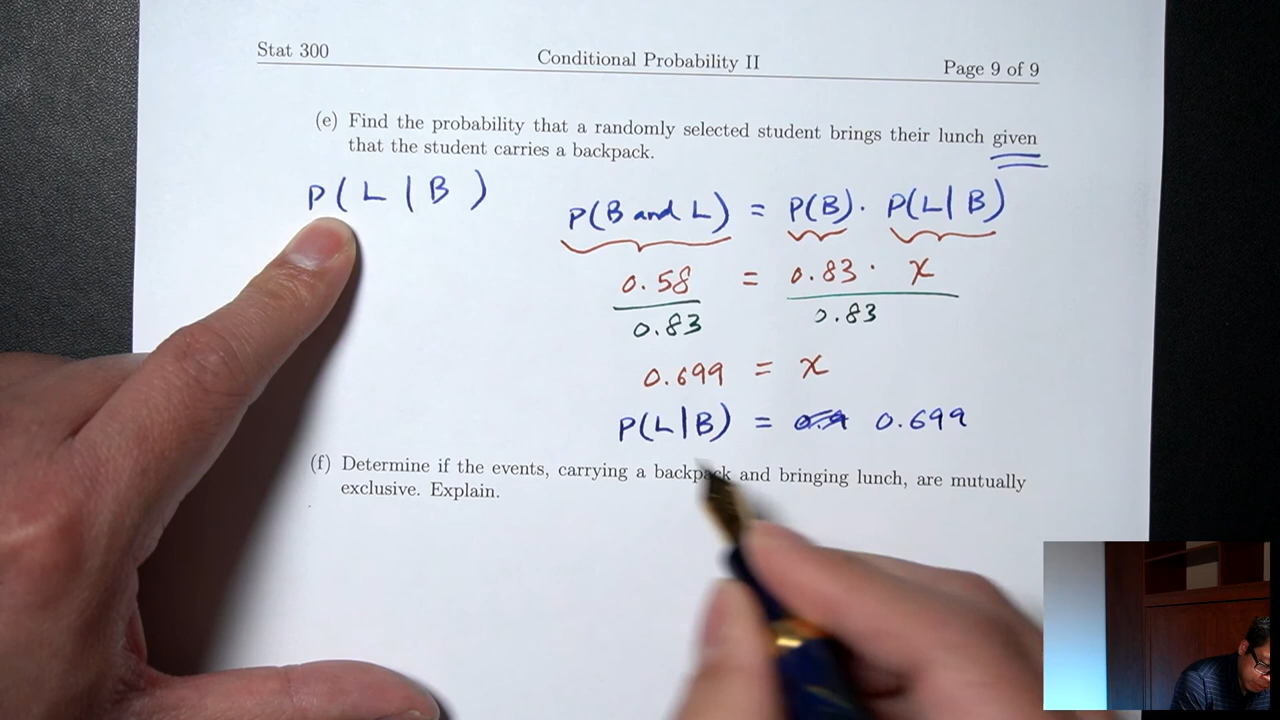 Stat 300 Conditional Probability II Page 9 of 9
(e) Find the probability that a randomly selected student brings their lunch given
that the student carries a backpack.
P(L|B)
P(B and L) = P(B) · P(L|B)
0.58 = 0.83 · x
0.83 0.83
0.699 = x
P(L|B) = 0.699
(f) Determine if the events, carrying a backpack and bringing lunch, are mutually
exclusive. Explain.